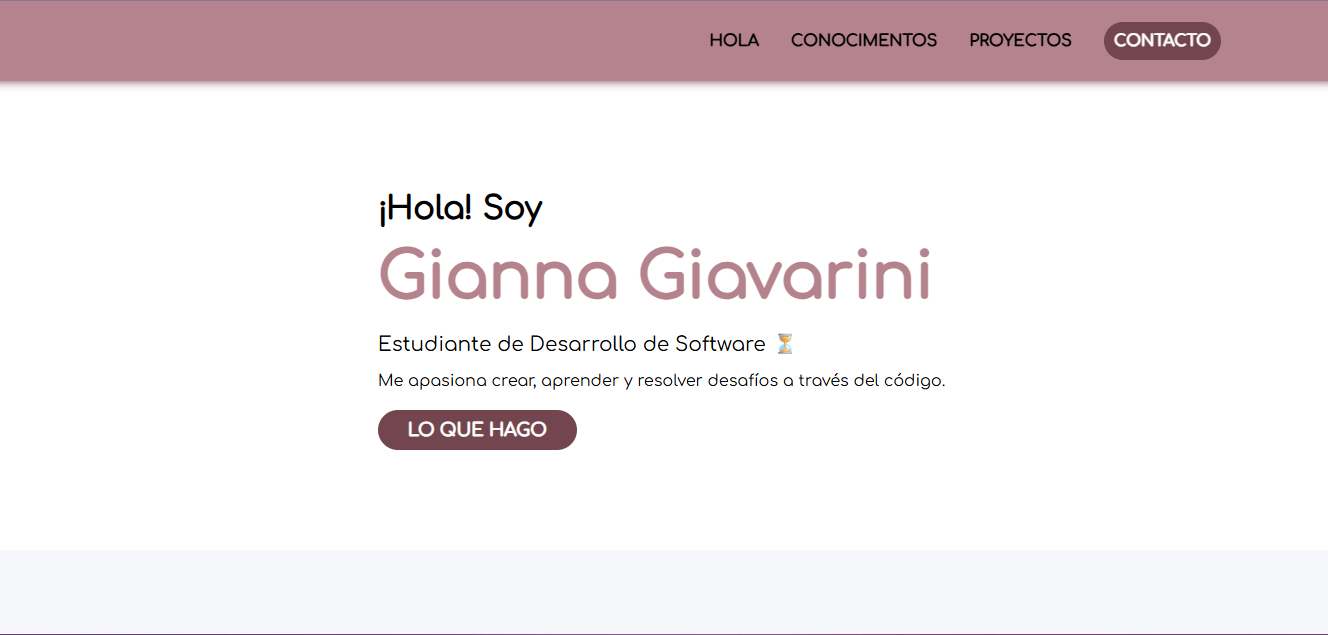 HOLA CONOCIMENTOS PROYECTOS CONTACTO
¡Hola! Soy
Gianna Giavarini
Estudiante de Desarrollo de Software ⏳
Me apasiona crear, aprender y resolver desafíos a través del código.
LO QUE HAGO